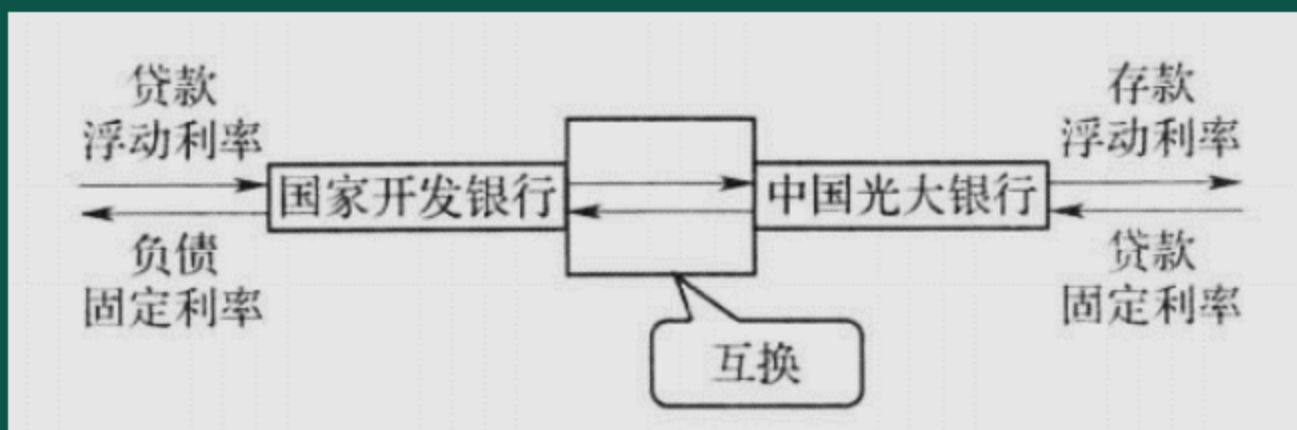 贷款
浮动利率
国家开发银行
负债
固定利率
互换
存款
浮动利率
中国光大银行
贷款
固定利率